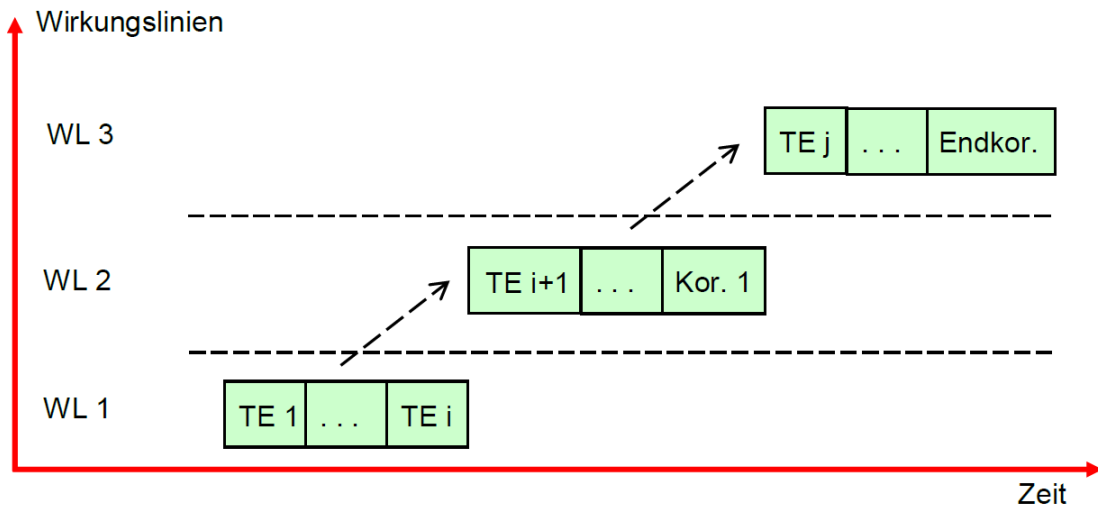 Wirkungslinien
WL 3
TE j . . . Endkor.
WL 2
TE i+1 . . . Kor. 1
WL 1
TE 1 . . . TE i
Zeit